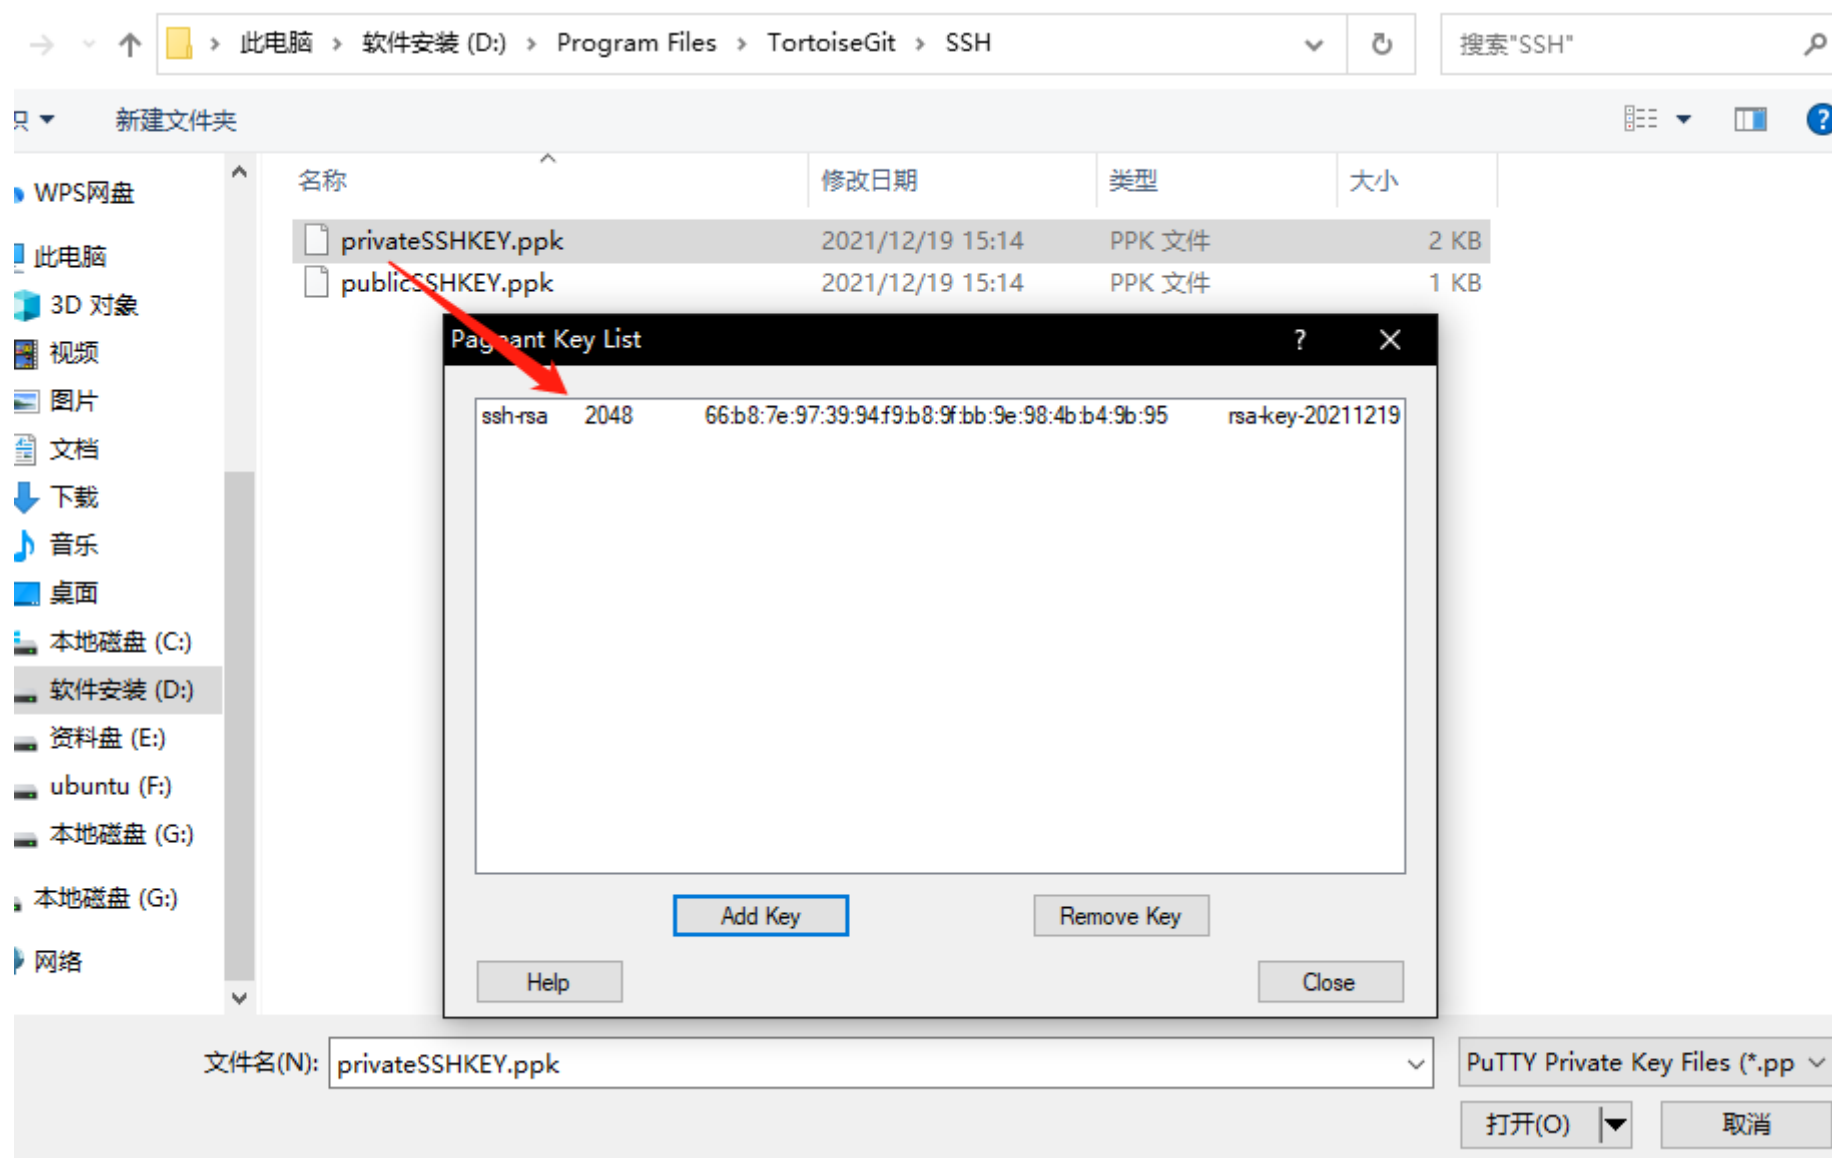 此电脑 › 软件安装 (D:) › Program Files › TortoiseGit › SSH
搜索"SSH"
新建文件夹
名称 修改日期 类型 大小
privateSSHKEY.ppk 2021/12/19 15:14 PPK 文件 2 KB
publicSSHKEY.ppk 2021/12/19 15:14 PPK 文件 1 KB
WPS网盘
此电脑
3D 对象
视频
图片
文档
下载
音乐
桌面
本地磁盘 (C:)
软件安装 (D:)
资料盘 (E:)
ubuntu (F:)
本地磁盘 (G:)
本地磁盘 (G:)
网络
Pageant Key List
ssh-rsa 2048 66:b8:7e:97:39:94:f9:b8:9f:bb:9e:98:4b:b4:9b:95 rsa-key-20211219
Add Key Remove Key
Help Close
文件名(N): privateSSHKEY.ppk PuTTY Private Key Files (*.pp
打开(O) 取消